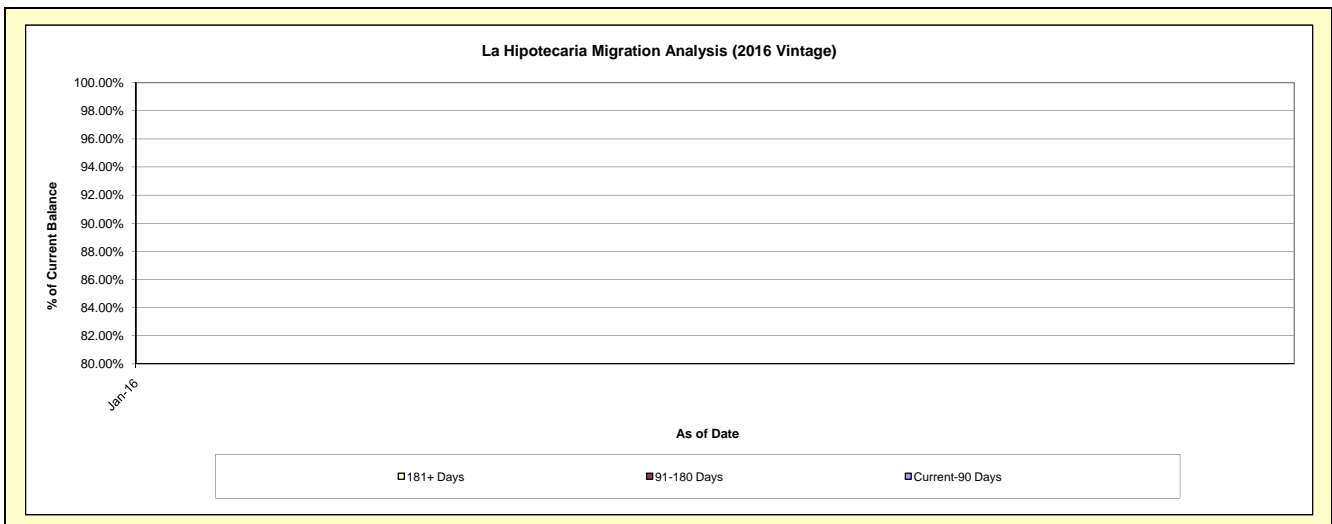 La Hipotecaria Migration Analysis (2016 Vintage)
100.00%
98.00%
96.00%
94.00%
92.00%
90.00%
88.00%
86.00%
84.00%
82.00%
80.00%
% of Current Balance
Jan-16
As of Date
181+ Days 91-180 Days Current-90 Days